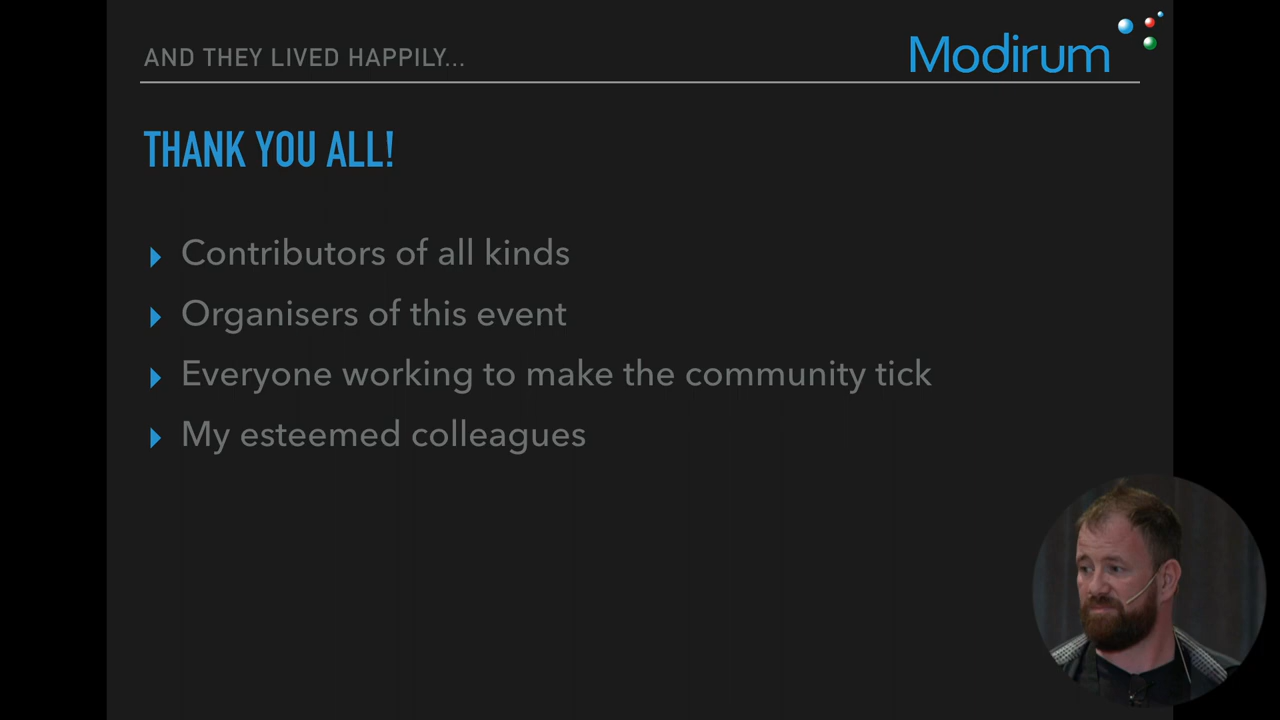 AND THEY LIVED HAPPILY...
Modirum
THANK YOU ALL!
Contributors of all kinds
Organisers of this event
Everyone working to make the community tick
My esteemed colleagues